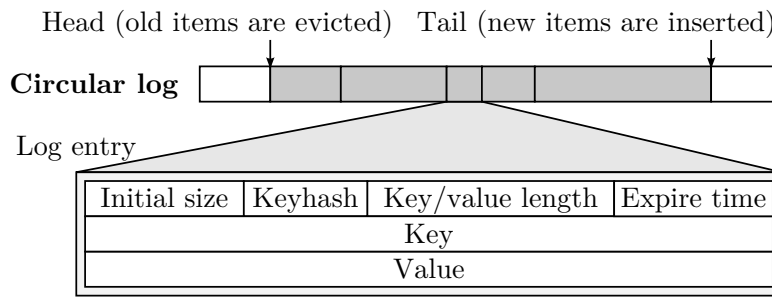 Head (old items are evicted) Tail (new items are inserted)
Circular log
Log entry
Initial size Keyhash Key/value length Expire time
Key
Value